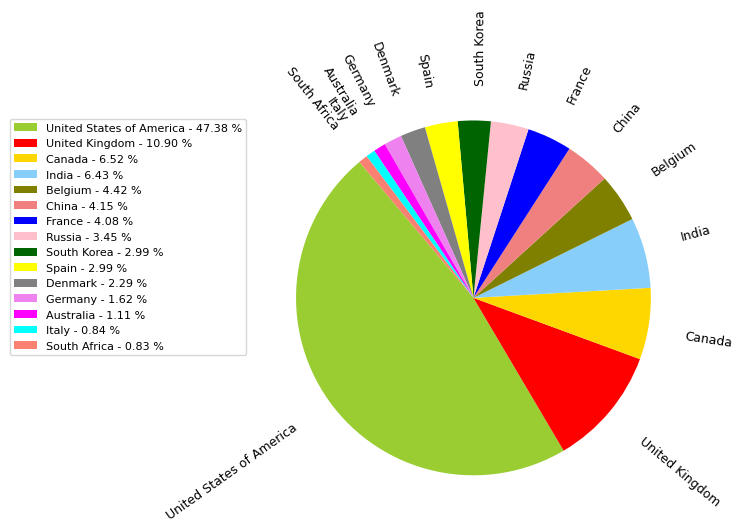 South Korea
Russia
France
China
Belgium
India
Canada
United Kingdom
United States of America
South Africa
Italy
Australia
Germany
Denmark
Spain
United States of America - 47.38 %
United Kingdom - 10.90 %
Canada - 6.52 %
India - 6.43 %
Belgium - 4.42 %
China - 4.15 %
France - 4.08 %
Russia - 3.45 %
South Korea - 2.99 %
Spain - 2.99 %
Denmark - 2.29 %
Germany - 1.62 %
Australia - 1.11 %
Italy - 0.84 %
South Africa - 0.83 %